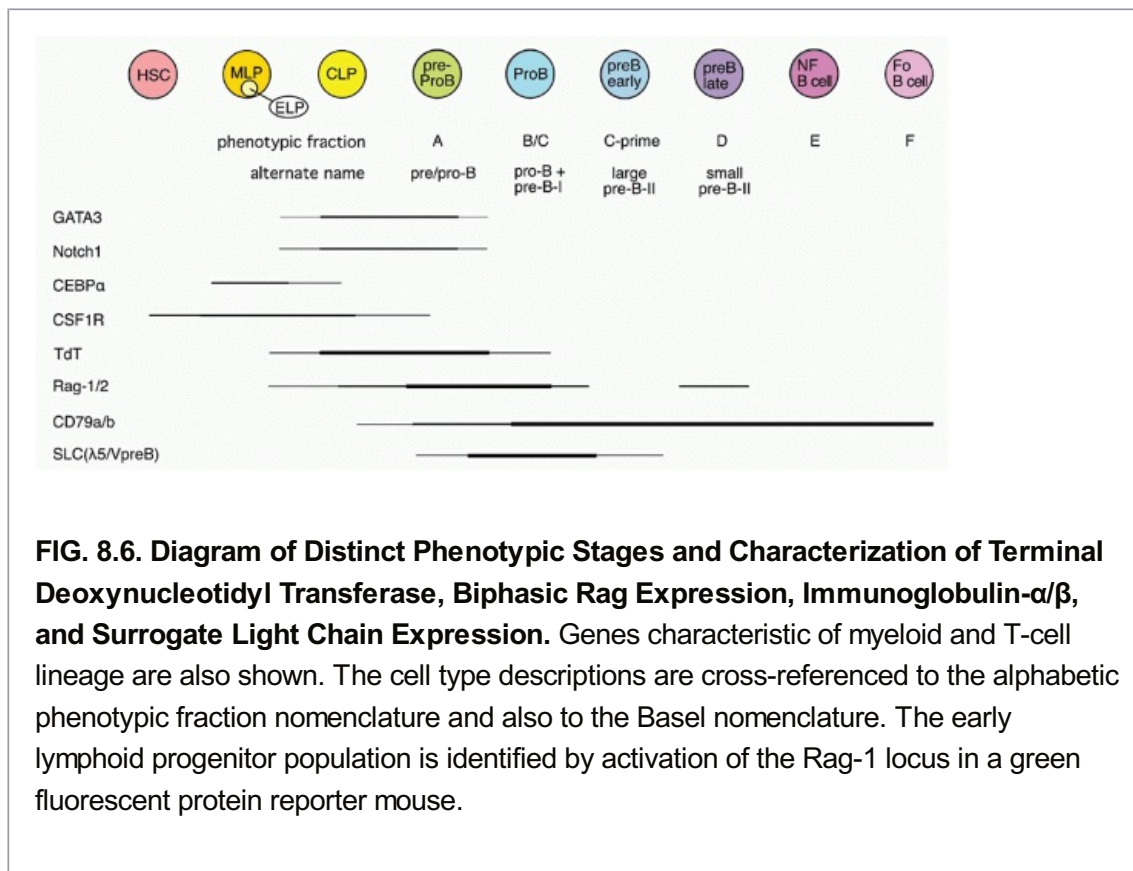 HSC MLP CLP pre-ProB ProB preB early preB late NF B cell Fo B cell
ELP
phenotypic fraction A B/C C-prime D E F
alternate name pre/pro-B pro-B + pre-B-I large pre-B-II small pre-B-II
GATA3
Notch1
CEBPα
CSF1R
TdT
Rag-1/2
CD79a/b
SLC(λ5/VpreB)
FIG. 8.6. Diagram of Distinct Phenotypic Stages and Characterization of Terminal
Deoxynucleotidyl Transferase, Biphasic Rag Expression, Immunoglobulin-α/β,
and Surrogate Light Chain Expression. Genes characteristic of myeloid and T-cell
lineage are also shown. The cell type descriptions are cross-referenced to the alphabetic
phenotypic fraction nomenclature and also to the Basel nomenclature. The early
lymphoid progenitor population is identified by activation of the Rag-1 locus in a green
fluorescent protein reporter mouse.